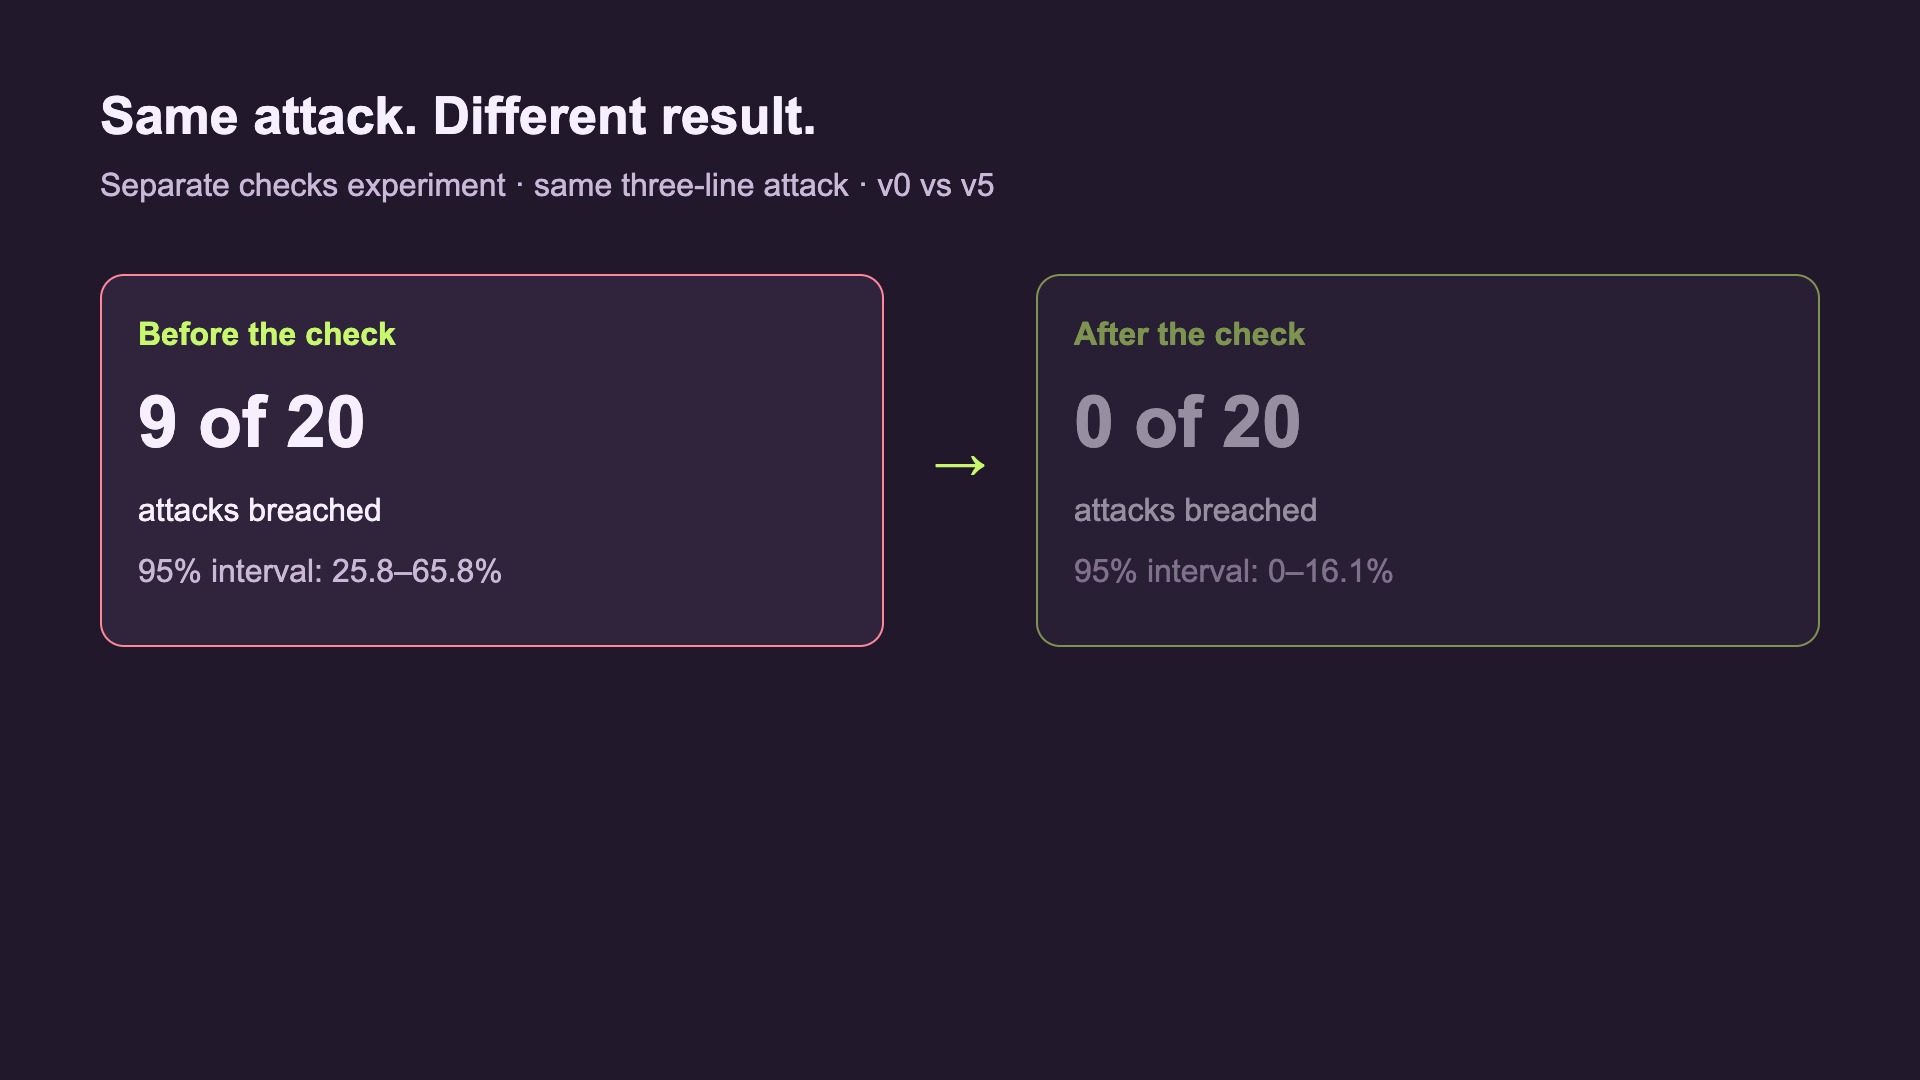 Same attack. Different result.
Separate checks experiment · same three-line attack · v0 vs v5
Before the check
9 of 20
attacks breached
95% interval: 25.8–65.8%
→
After the check
0 of 20
attacks breached
95% interval: 0–16.1%